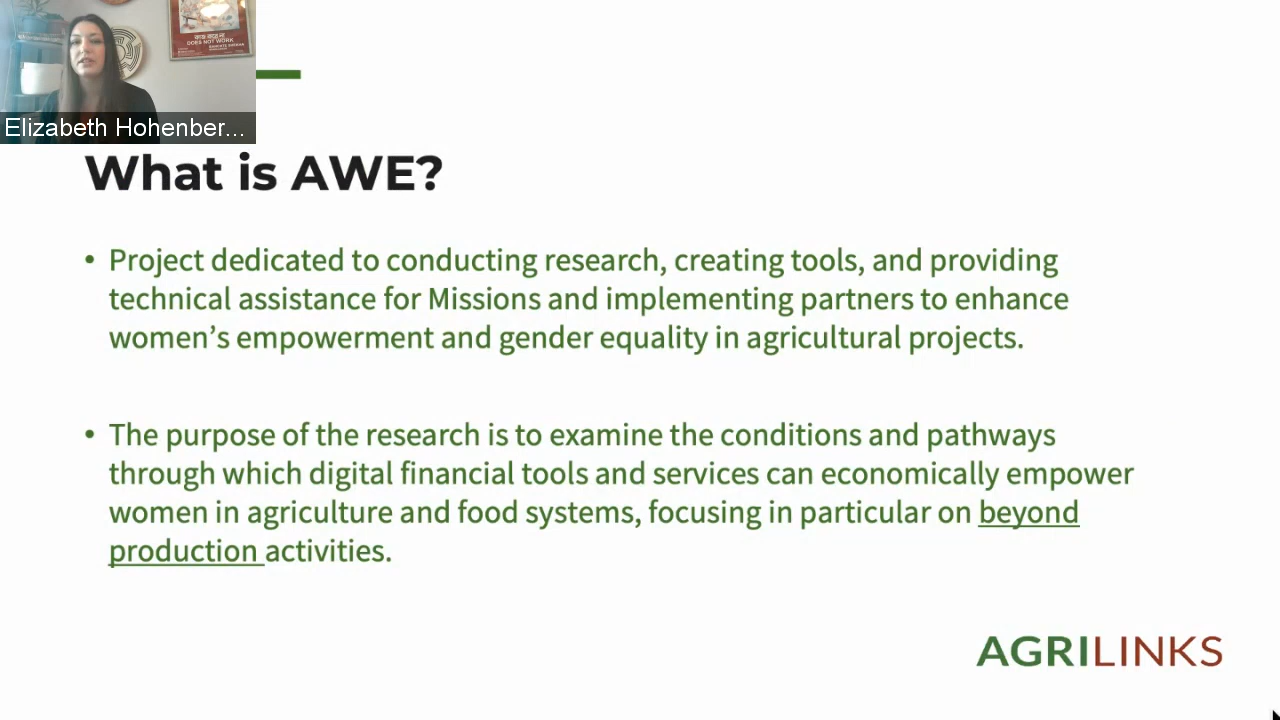 DOES NOT WORK
Elizabeth Hohenber...
What is AWE?
• Project dedicated to conducting research, creating tools, and providing
technical assistance for Missions and implementing partners to enhance
women’s empowerment and gender equality in agricultural projects.
• The purpose of the research is to examine the conditions and pathways
through which digital financial tools and services can economically empower
women in agriculture and food systems, focusing in particular on beyond
production activities.
AGRILINKS